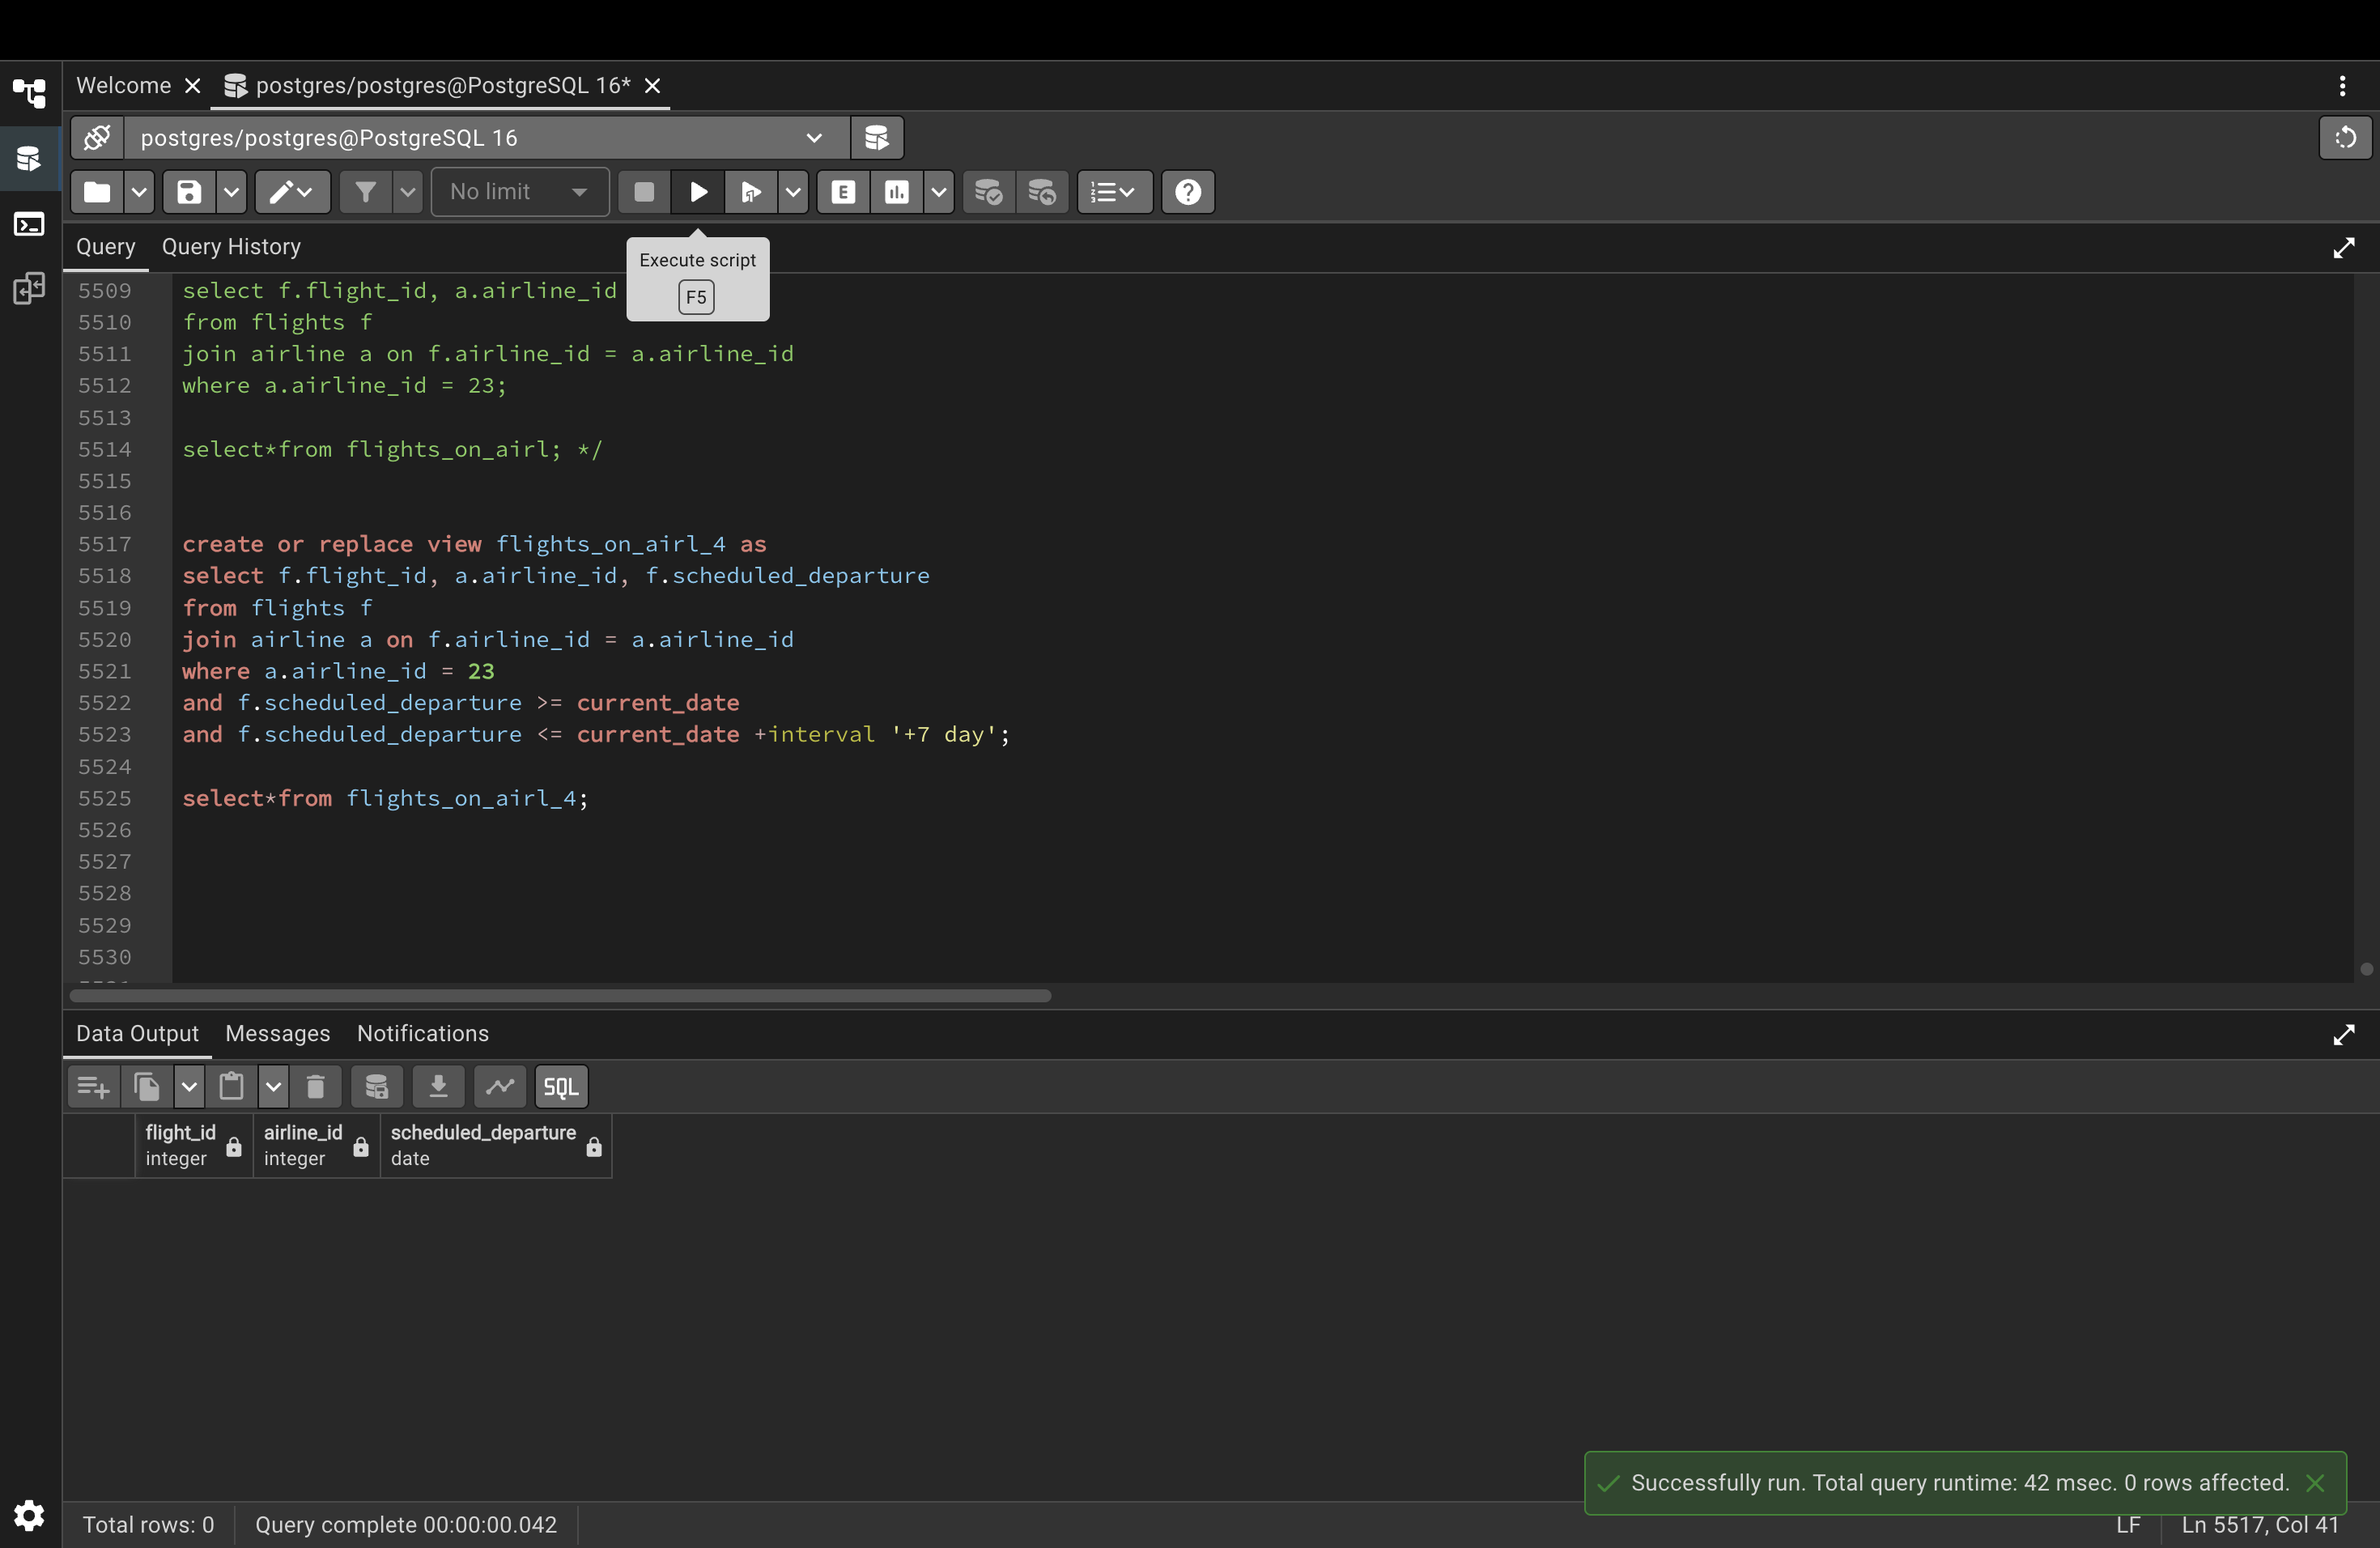 Welcome
postgres/postgres@PostgreSQL 16*
postgres/postgres@PostgreSQL 16
No limit
E
Query
Query History
Execute script
F5
5509 select f.flight_id, a.airline_id
5510 from flights f
5511 join airline a on f.airline_id = a.airline_id
5512 where a.airline_id = 23;
5513
5514 select*from flights_on_airl; */
5515
5516
5517 create or replace view flights_on_airl_4 as
5518 select f.flight_id, a.airline_id, f.scheduled_departure
5519 from flights f
5520 join airline a on f.airline_id = a.airline_id
5521 where a.airline_id = 23
5522 and f.scheduled_departure >= current_date
5523 and f.scheduled_departure <= current_date +interval '+7 day';
5524
5525 select*from flights_on_airl_4;
5526
5527
5528
5529
5530
Data Output
Messages
Notifications
SQL
flight_id
integer
airline_id
integer
scheduled_departure
date
Successfully run. Total query runtime: 42 msec. 0 rows affected.
Total rows: 0
Query complete 00:00:00.042
LF
Ln 5517, Col 41